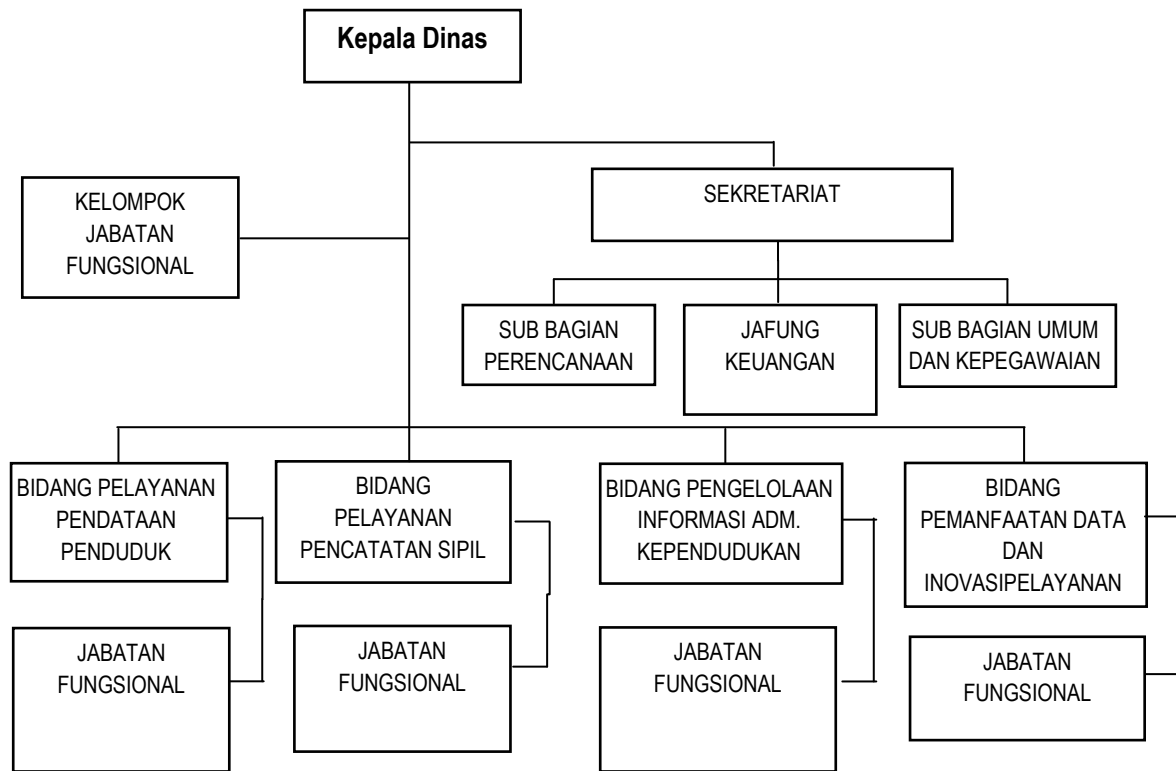 Kepala Dinas
KELOMPOK
JABATAN
FUNGSIONAL
SEKRETARIAT
SUB BAGIAN
PERENCANAAN
JAFUNG
KEUANGAN
SUB BAGIAN UMUM
DAN KEPEGAWAIAN
BIDANG PELAYANAN
PENDATAAN
PENDUDUK
BIDANG
PELAYANAN
PENCATATAN SIPIL
BIDANG PENGELOLAAN
INFORMASI ADM.
KEPENDUDUKAN
BIDANG
PEMANFAATAN DATA
DAN
INOVASIPELAYANAN
JABATAN
FUNGSIONAL
JABATAN
FUNGSIONAL
JABATAN
FUNGSIONAL
JABATAN
FUNGSIONAL